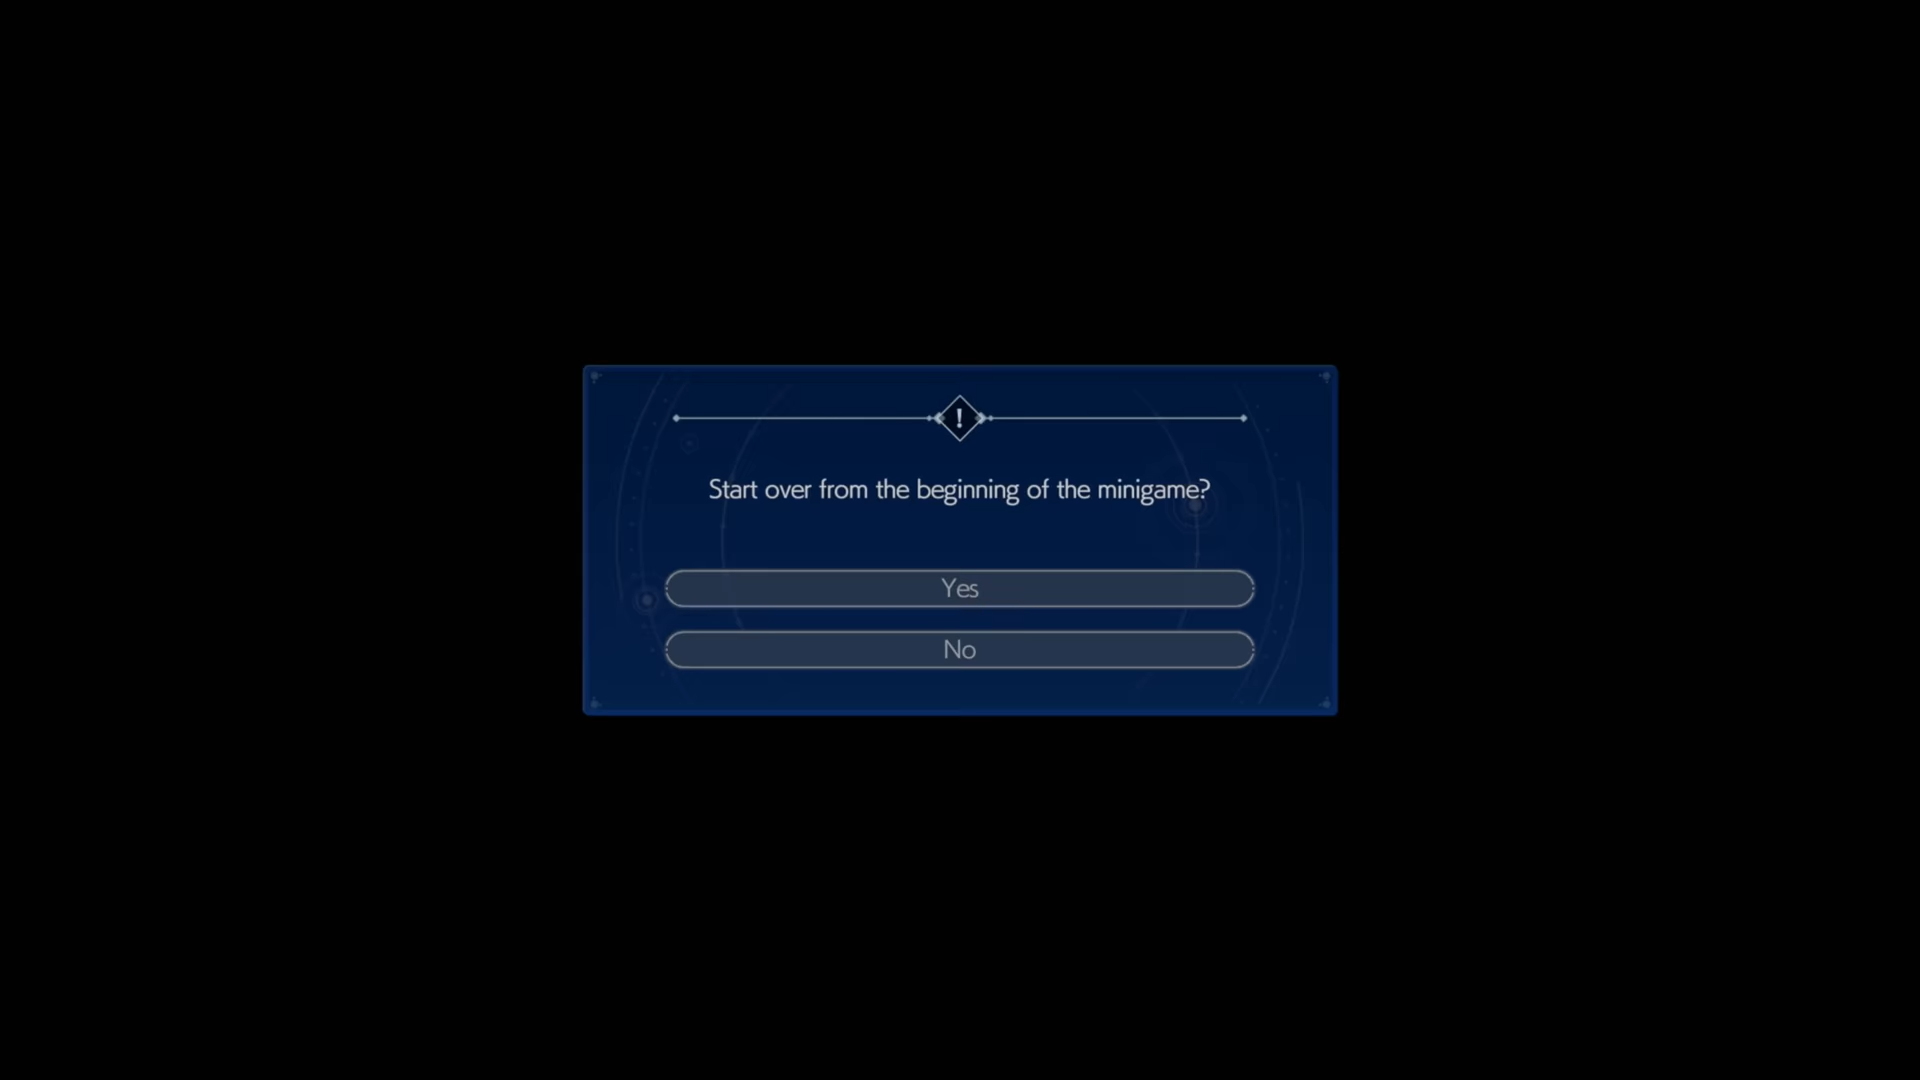 !
Start over from the beginning of the minigame?
Yes
No